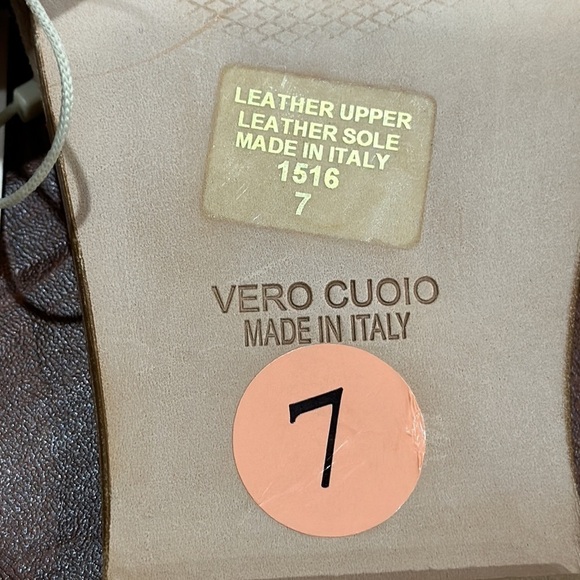 LEATHER UPPER
LEATHER SOLE
MADE IN ITALY
1516
7
VERO CUOIO
MADE IN ITALY
7